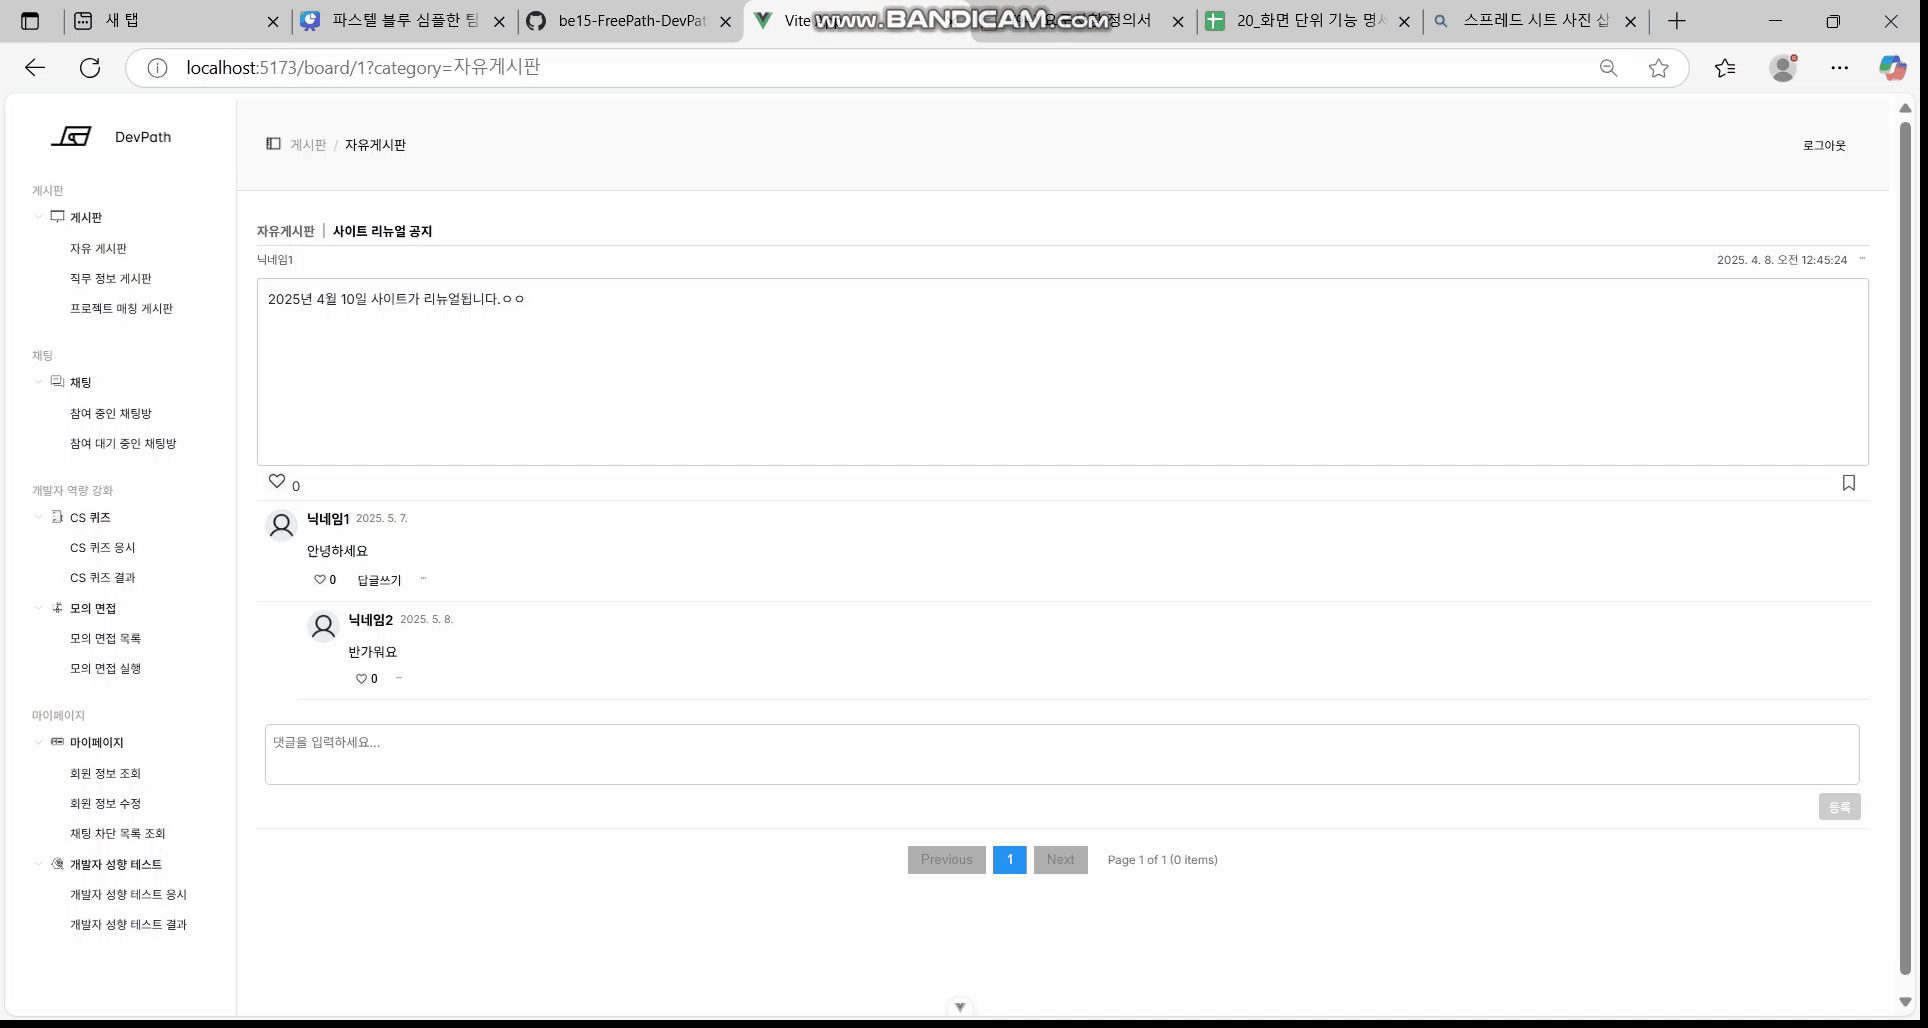 새 탭
파스텔 블루 심플한 팀
be15-FreePath-DevPat
Vite
www.BANDICAM.com
정의서
20_화면 단위 기능 명세
스프레드 시트 사진 삽
localhost:5173/board/1?category=자유게시판
DevPath
게시판 / 자유게시판
로그아웃
게시판
게시판
자유 게시판
직무 정보 게시판
프로젝트 매칭 게시판
채팅
채팅
참여 중인 채팅방
참여 대기 중인 채팅방
개발자 역량 강화
CS 퀴즈
CS 퀴즈 응시
CS 퀴즈 결과
모의 면접
모의 면접 목록
모의 면접 실행
마이페이지
마이페이지
회원 정보 조회
회원 정보 수정
채팅 차단 목록 조회
개발자 성향 테스트
개발자 성향 테스트 응시
개발자 성향 테스트 결과
자유게시판 | 사이트 리뉴얼 공지
닉네임1
2025. 4. 8. 오전 12:45:24 ...
2025년 4월 10일 사이트가 리뉴얼됩니다.ㅇㅇ
0
닉네임1 2025. 5. 7.
안녕하세요
0 답글쓰기 ...
닉네임2 2025. 5. 8.
반가워요
0 ...
댓글을 입력하세요...
등록
Previous 1 Next Page 1 of 1 (0 items)